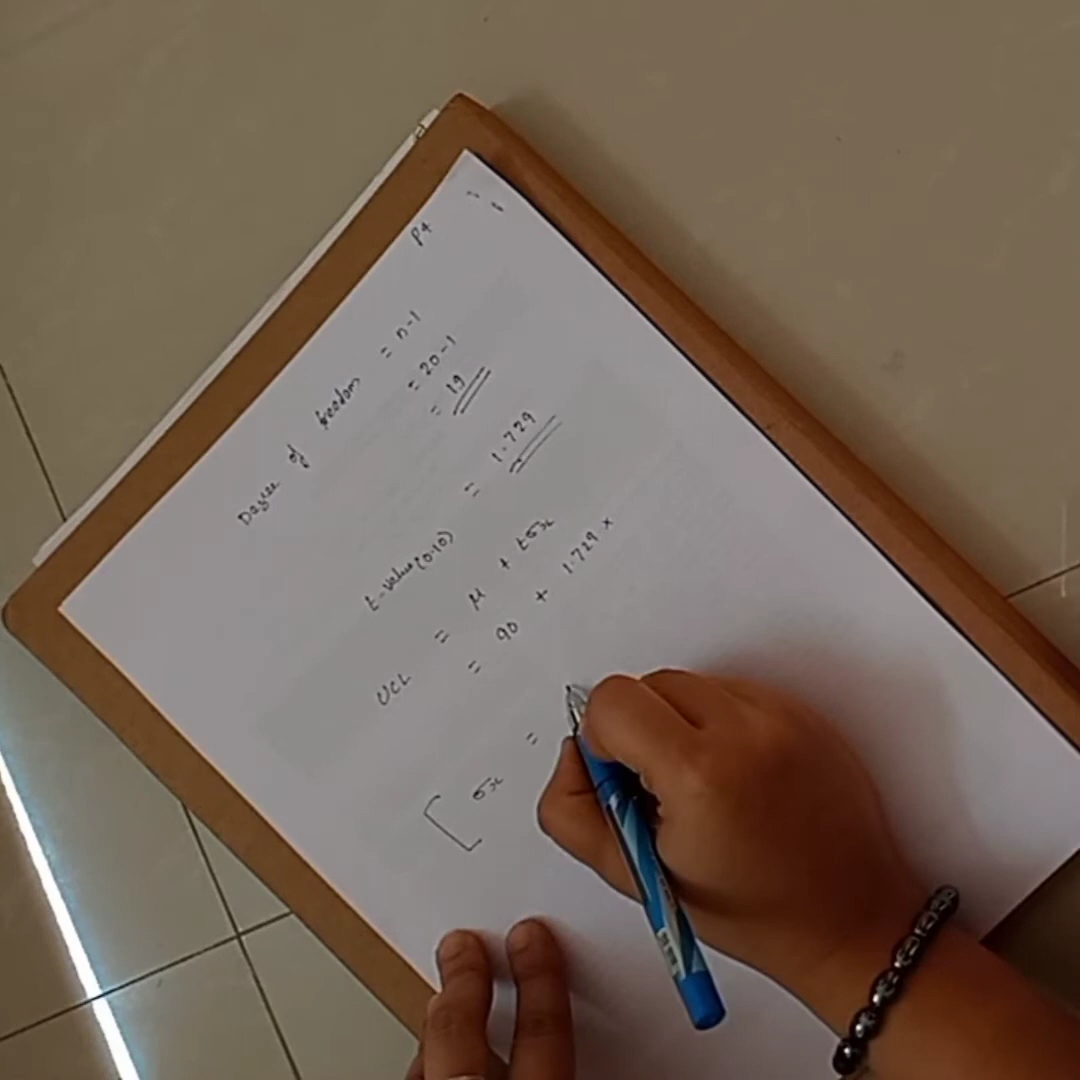 P4
Degree of freedom = n-1
= 20-1
= 19
t-value(0.10) = 1.729
UCL = μ + tσx
= 90 + 1.729 x
[ σx =